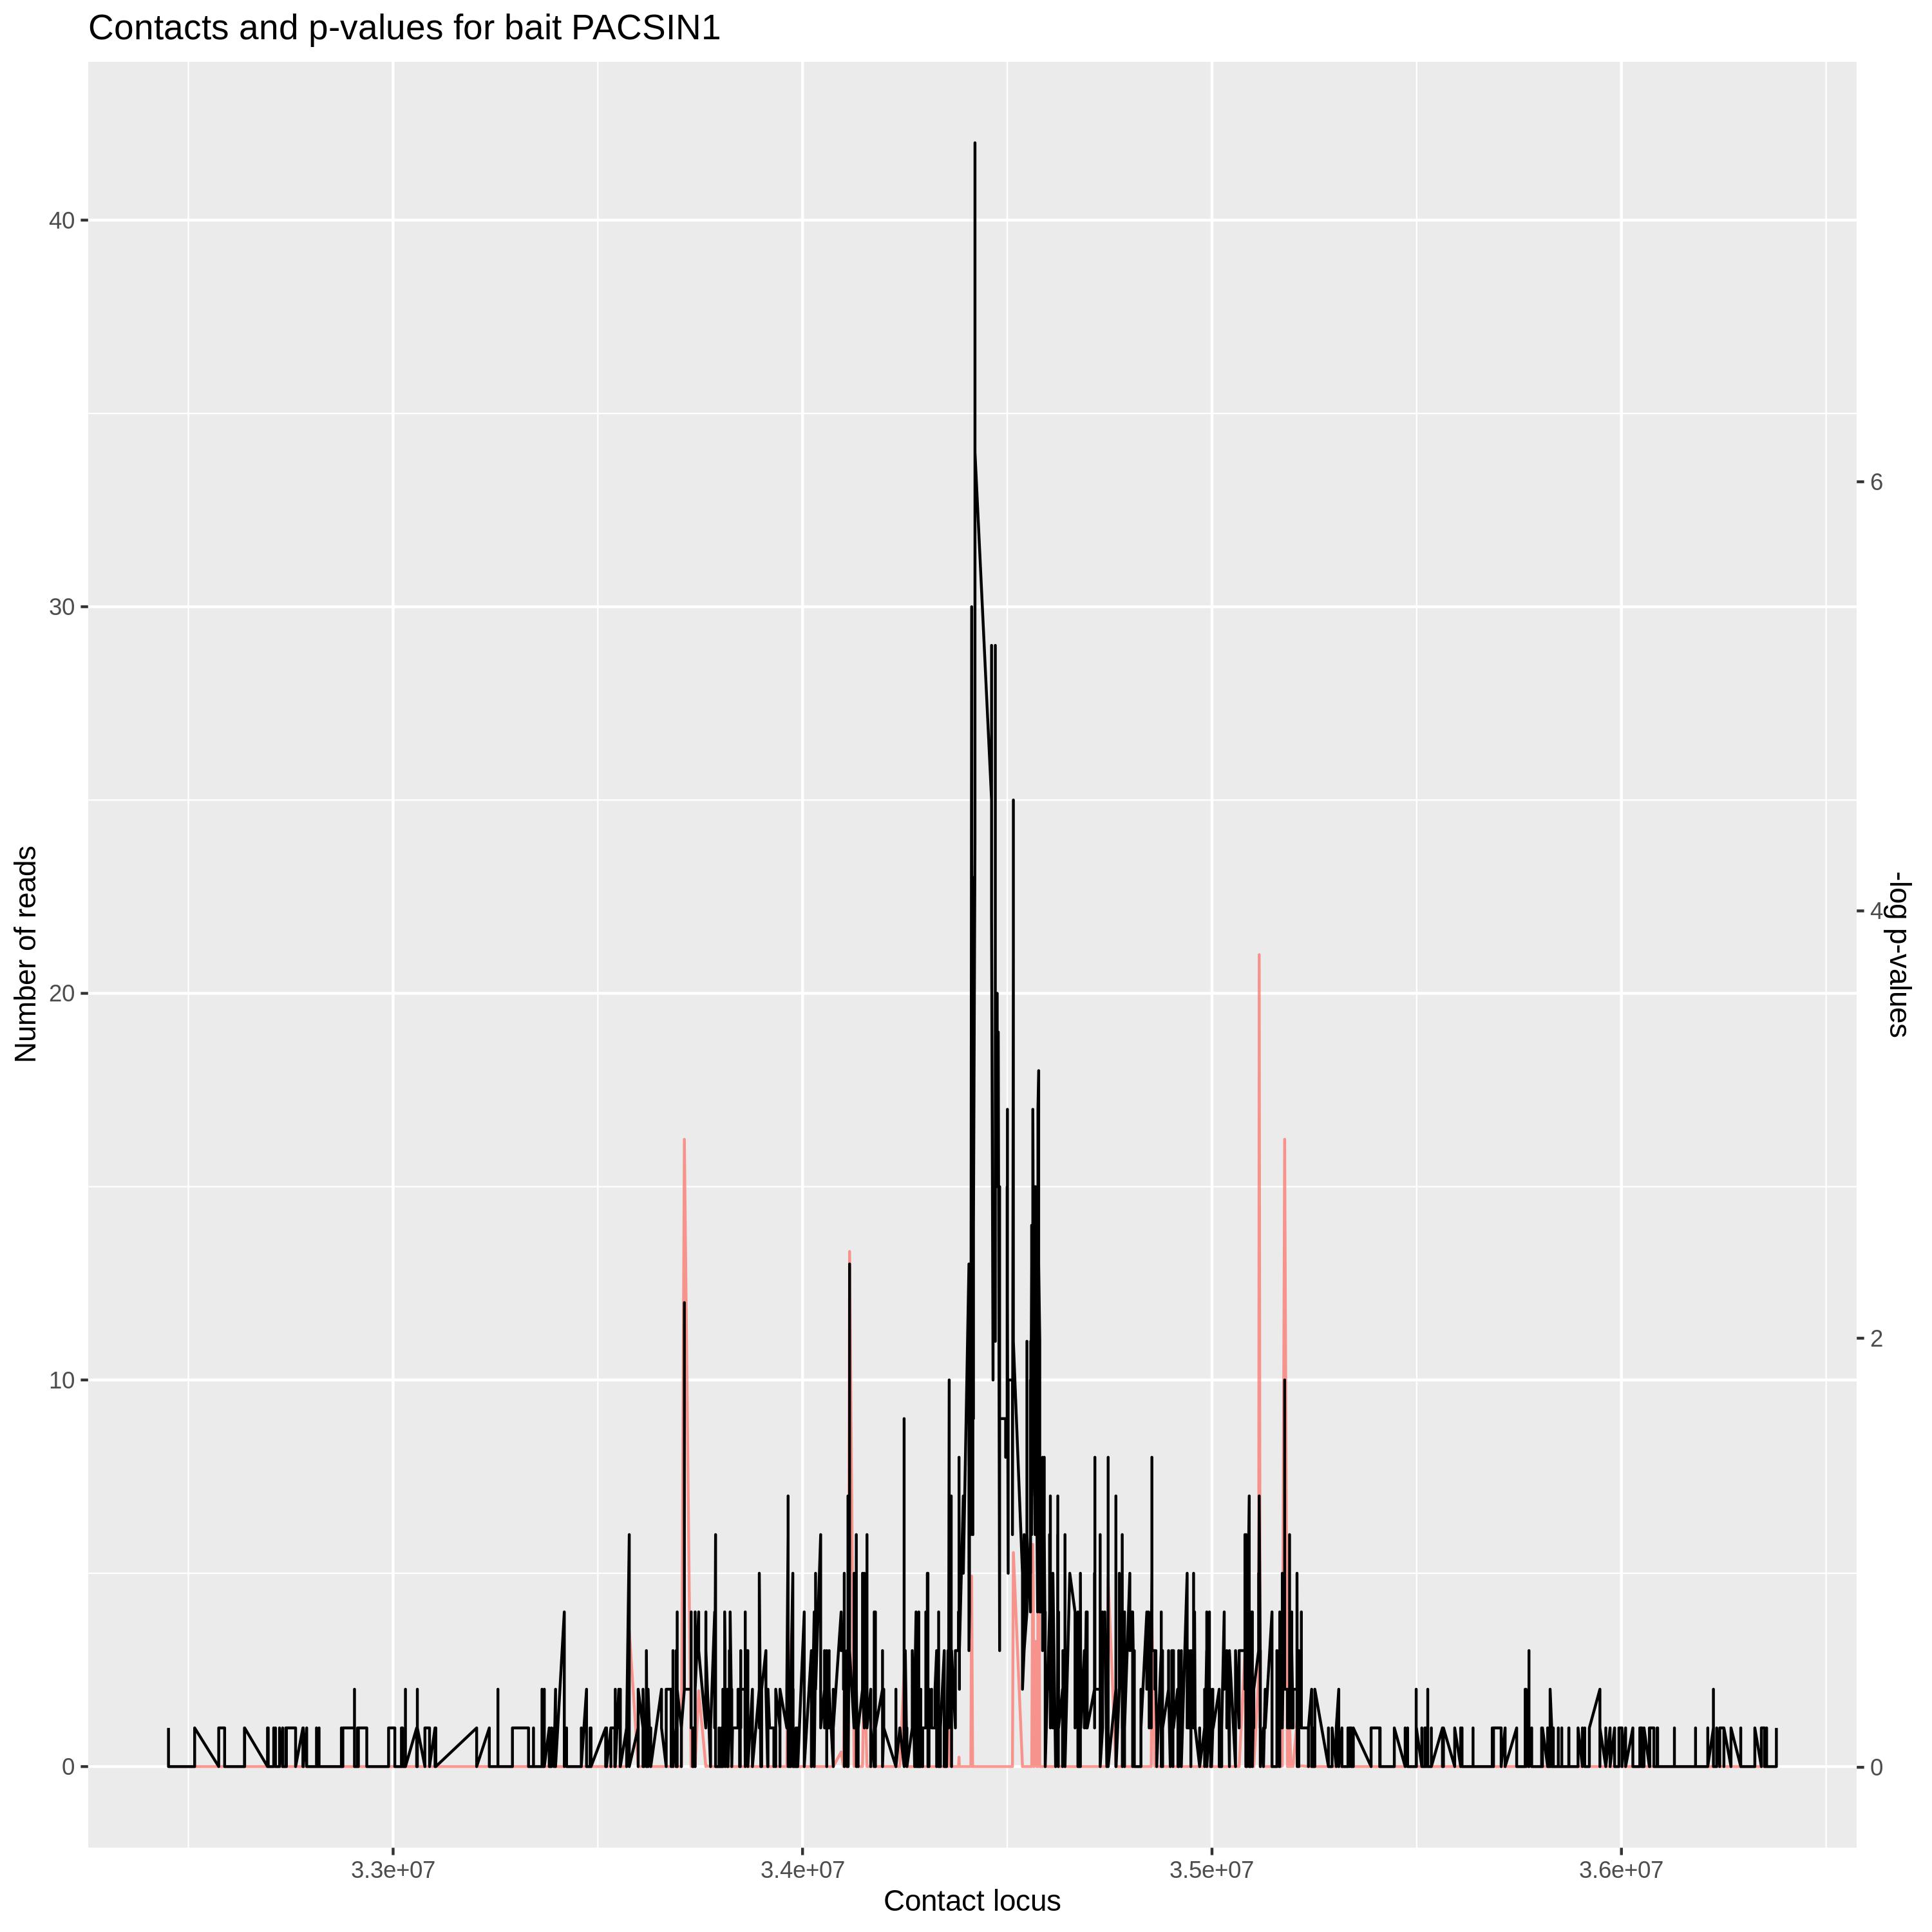 Contacts and p-values for bait PACSIN1
Number of reads
40
30
20
10
0
6
4
2
0
-log p-values
3.3e+07
3.4e+07
3.5e+07
3.6e+07
Contact locus